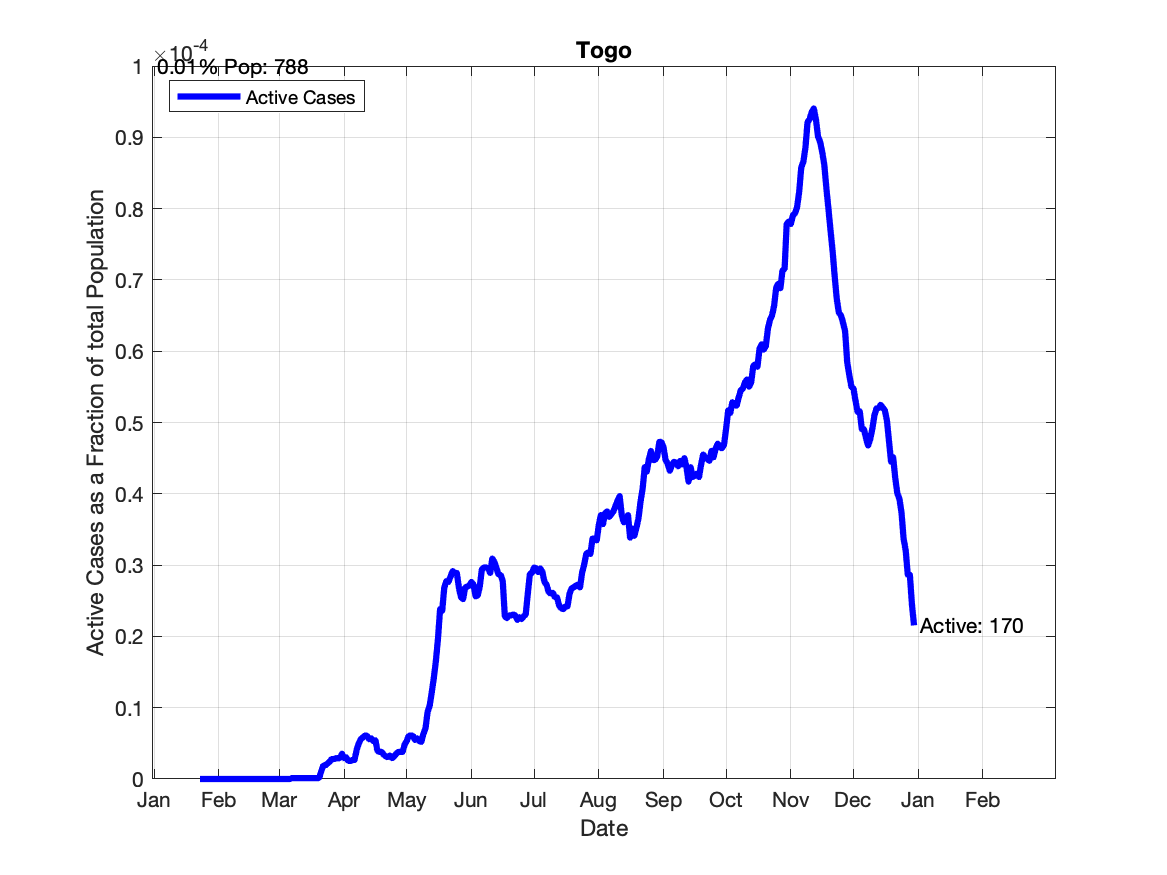 Togo
×10-4
0.01% Pop: 788
Active Cases
1
0.9
0.8
0.7
0.6
0.5
0.4
0.3
0.2
0.1
0
Active Cases as a Fraction of total Population
Active: 170
Jan Feb Mar Apr May Jun Jul Aug Sep Oct Nov Dec Jan Feb
Date